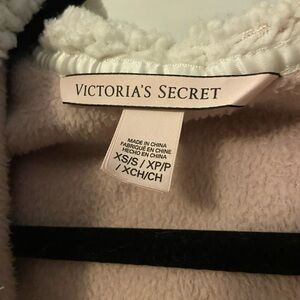 VICTORIA'S SECRET
MADE IN CHINA
FABRIQUÉ EN CHINE
HECHO EN CHINA
XS/S / XP/P
/ XCH/CH